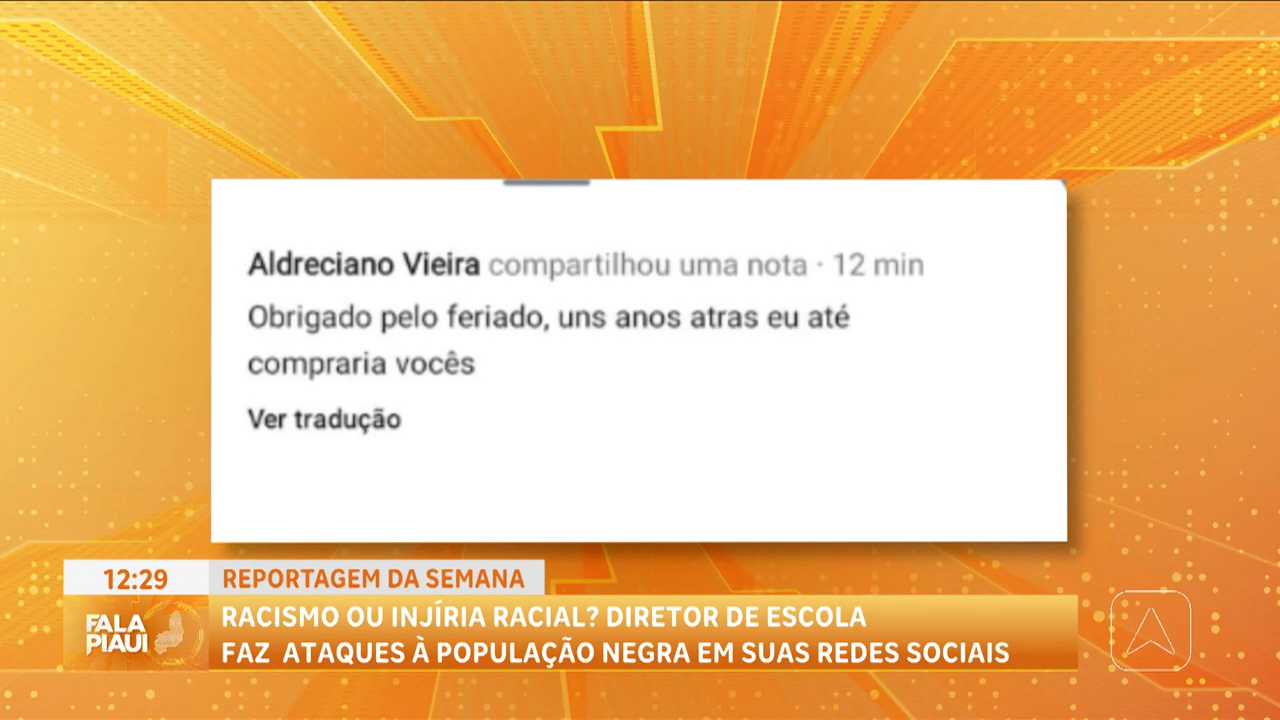 Aldreciano Vieira compartilhou uma nota · 12 min
Obrigado pelo feriado, uns anos atras eu até
compraria vocês
Ver tradução
12:29 REPORTAGEM DA SEMANA
FALA
PIAUÍ
RACISMO OU INJÍRIA RACIAL? DIRETOR DE ESCOLA
FAZ ATAQUES À POPULAÇÃO NEGRA EM SUAS REDES SOCIAIS